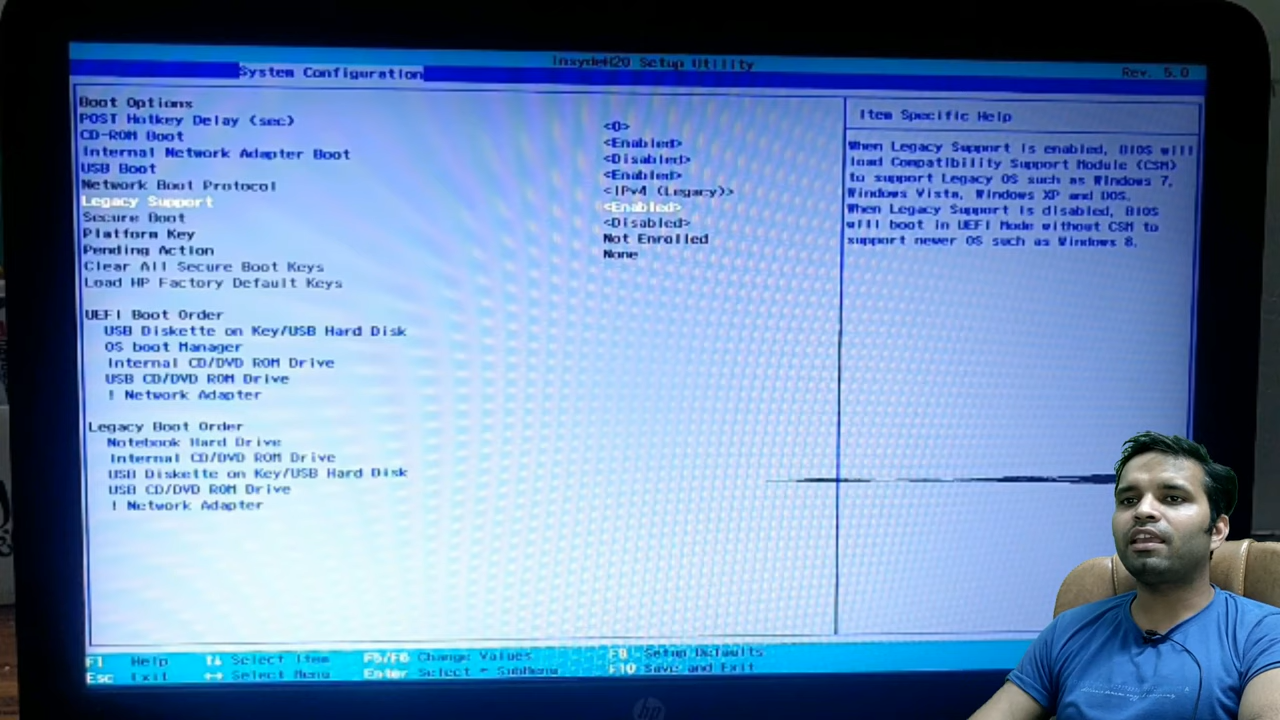 InsydeH20 Setup Utility
Rev. 5.0
System Configuration
Boot Options
POST Hotkey Delay (sec) <0>
CD-ROM Boot <Enabled>
Internal Network Adapter Boot <Disabled>
USB Boot <Enabled>
Network Boot Protocol <IPv4 (Legacy)>
Legacy Support <Enabled>
Secure Boot <Disabled>
Platform Key Not Enrolled
Pending Action None
Clear All Secure Boot Keys
Load HP Factory Default Keys
UEFI Boot Order
USB Diskette on Key/USB Hard Disk
OS boot Manager
Internal CD/DVD ROM Drive
USB CD/DVD ROM Drive
! Network Adapter
Legacy Boot Order
Notebook Hard Drive
Internal CD/DVD ROM Drive
USB Diskette on Key/USB Hard Disk
USB CD/DVD ROM Drive
! Network Adapter
Item Specific Help
When Legacy Support is enabled, BIOS will
load Compatibility Support Module (CSM)
to support Legacy OS such as Windows 7,
Windows Vista, Windows XP and DOS.
When Legacy Support is disabled, BIOS
will boot in UEFI Mode without CSM to
support newer OS such as Windows 8.
F1 Help ↑↓ Select Item F5/F6 Change Values F9 Setup Defaults
Esc Exit ↔ Select Menu Enter Select ▸ SubMenu F10 Save and Exit
hp